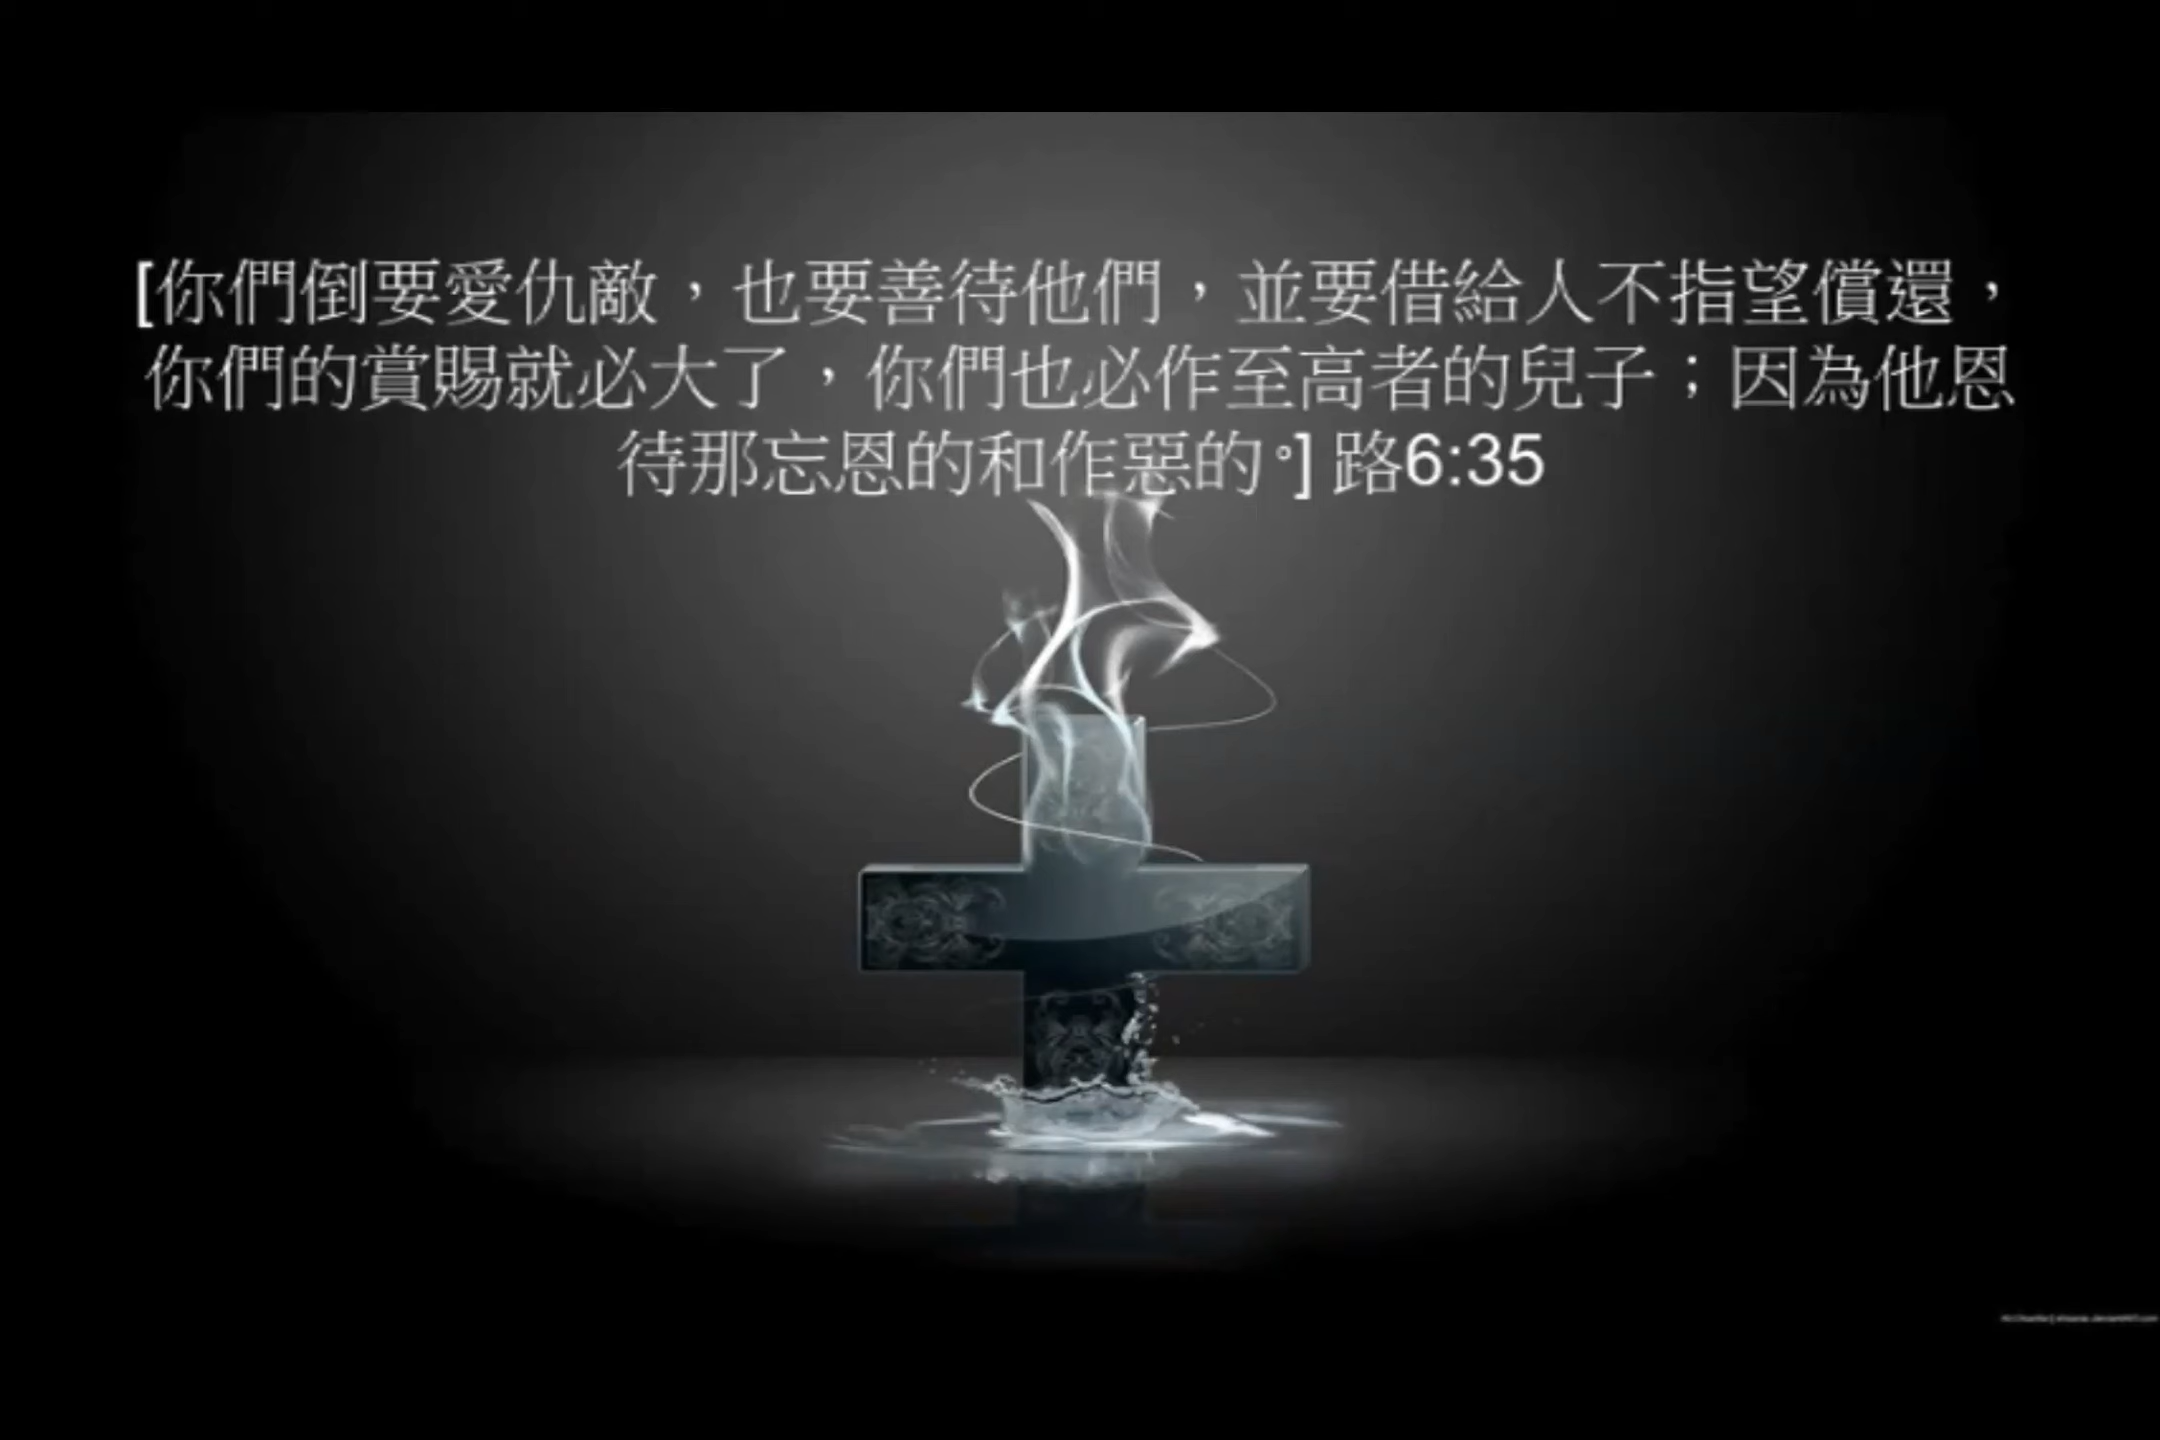 [你們倒要愛仇敵，也要善待他們，並要借給人不指望償還，
你們的賞賜就必大了，你們也必作至高者的兒子；因為他恩
待那忘恩的和作惡的。] 路6:35